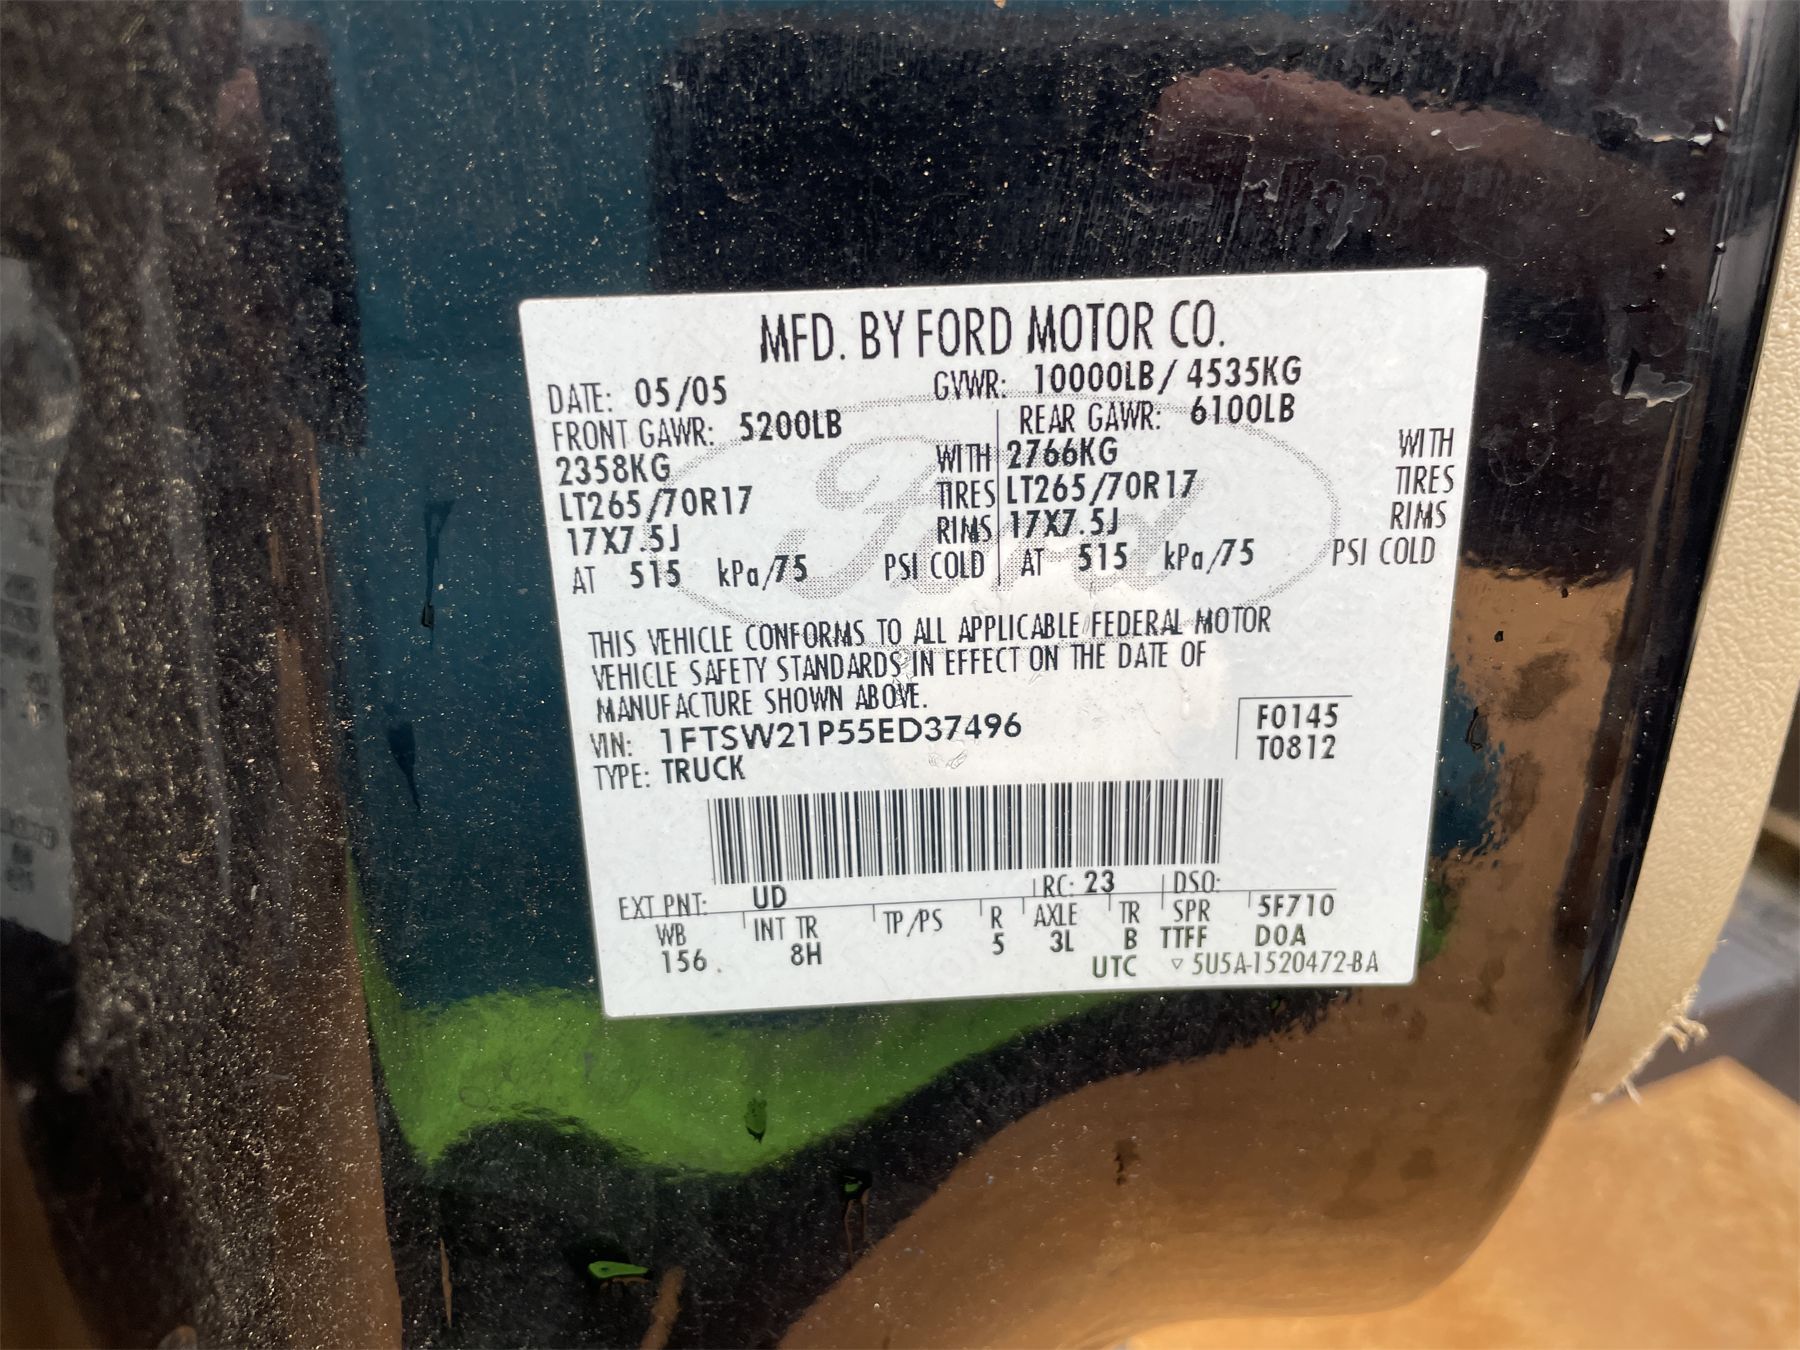 MFD. BY FORD MOTOR CO.
DATE: 05/05 GVWR: 10000LB / 4535KG
FRONT GAWR: 5200LB REAR GAWR: 6100LB
2358KG WITH 2766KG WITH
LT265/70R17 TIRES LT265/70R17 TIRES
17X7.5J RIMS 17X7.5J RIMS
AT 515 kPa/75 PSI COLD AT 515 kPa/75 PSI COLD
THIS VEHICLE CONFORMS TO ALL APPLICABLE FEDERAL MOTOR
VEHICLE SAFETY STANDARDS IN EFFECT ON THE DATE OF
MANUFACTURE SHOWN ABOVE.
VIN: 1FTSW21P55ED37496 F0145
TYPE: TRUCK T0812
EXT PNT: UD RC: 23 DSO:
WB INT TR TP/PS R AXLE TR SPR 5F710
156 8H 5 3L B TTFF D0A
UTC ▽ 5U5A-1520472-BA
Ford